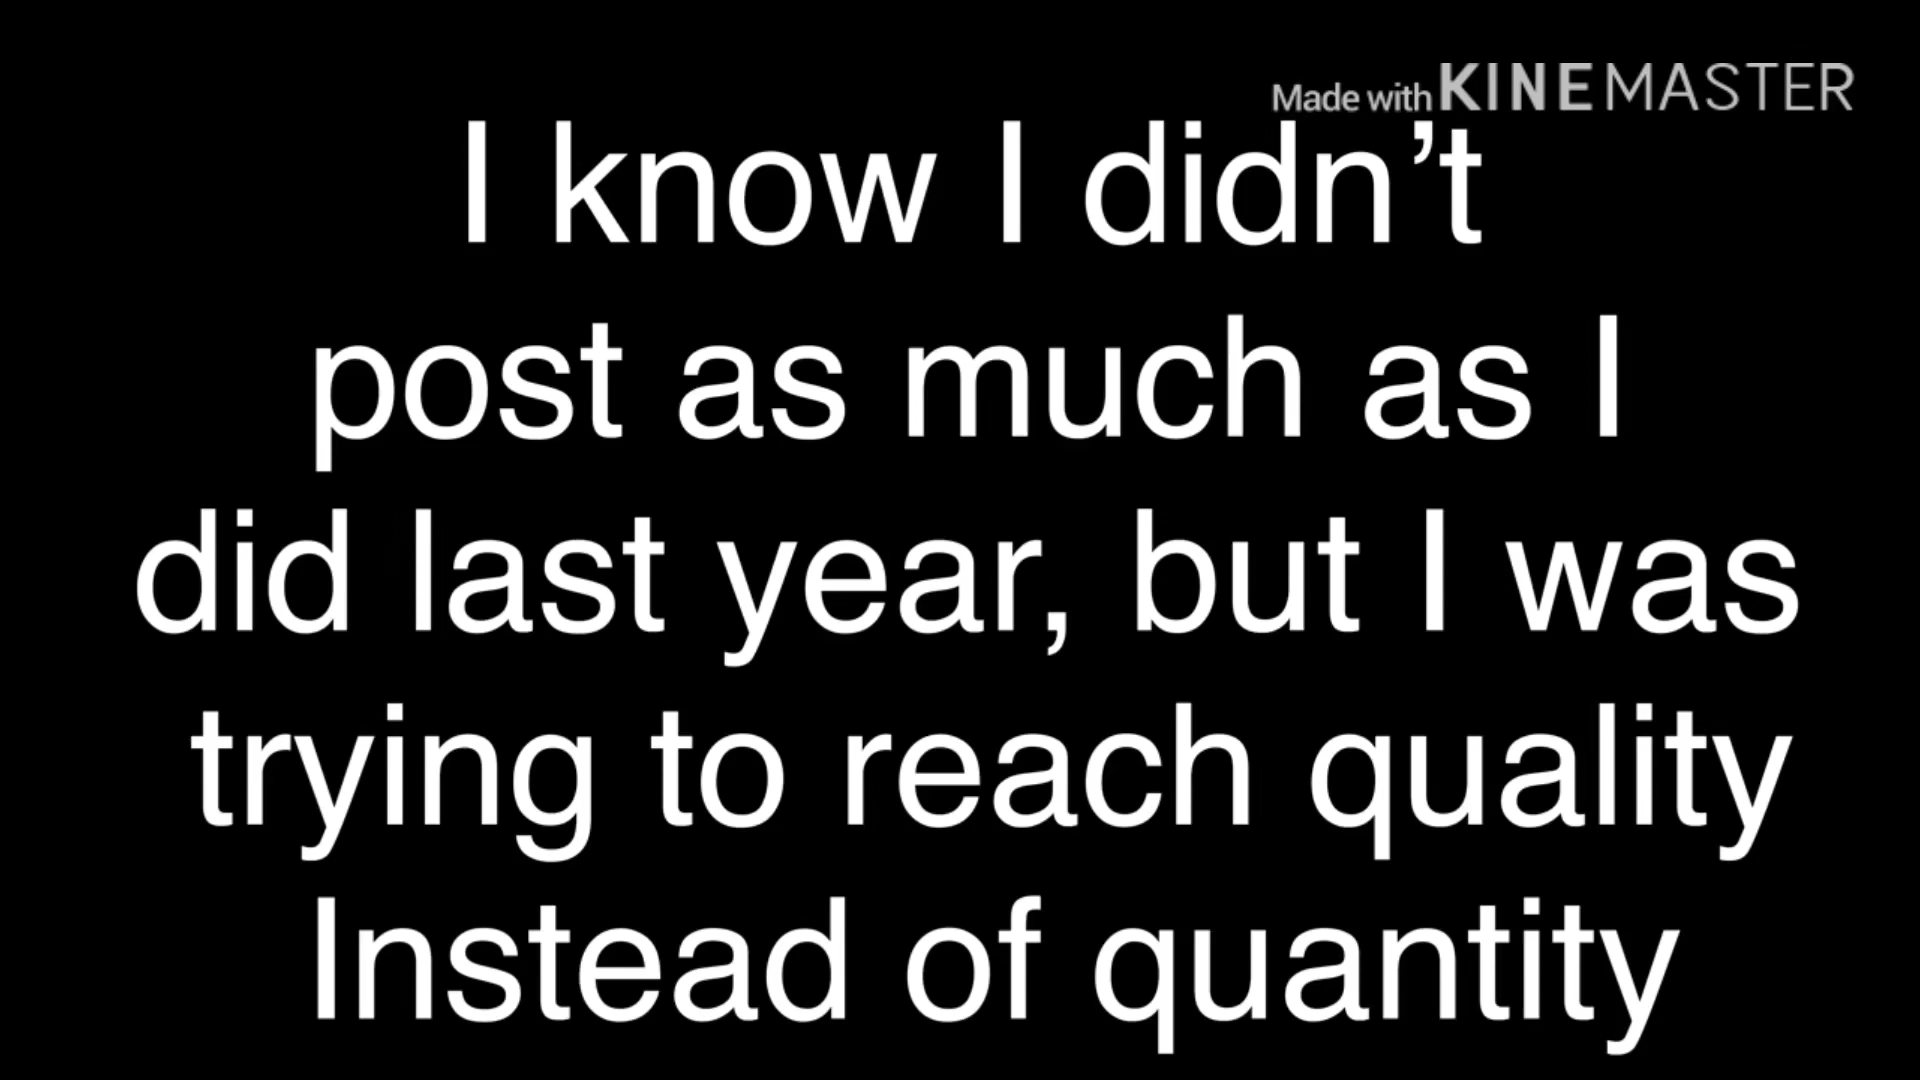 Made with KINEMASTER
I know I didn’t
post as much as I
did last year, but I was
trying to reach quality
Instead of quantity